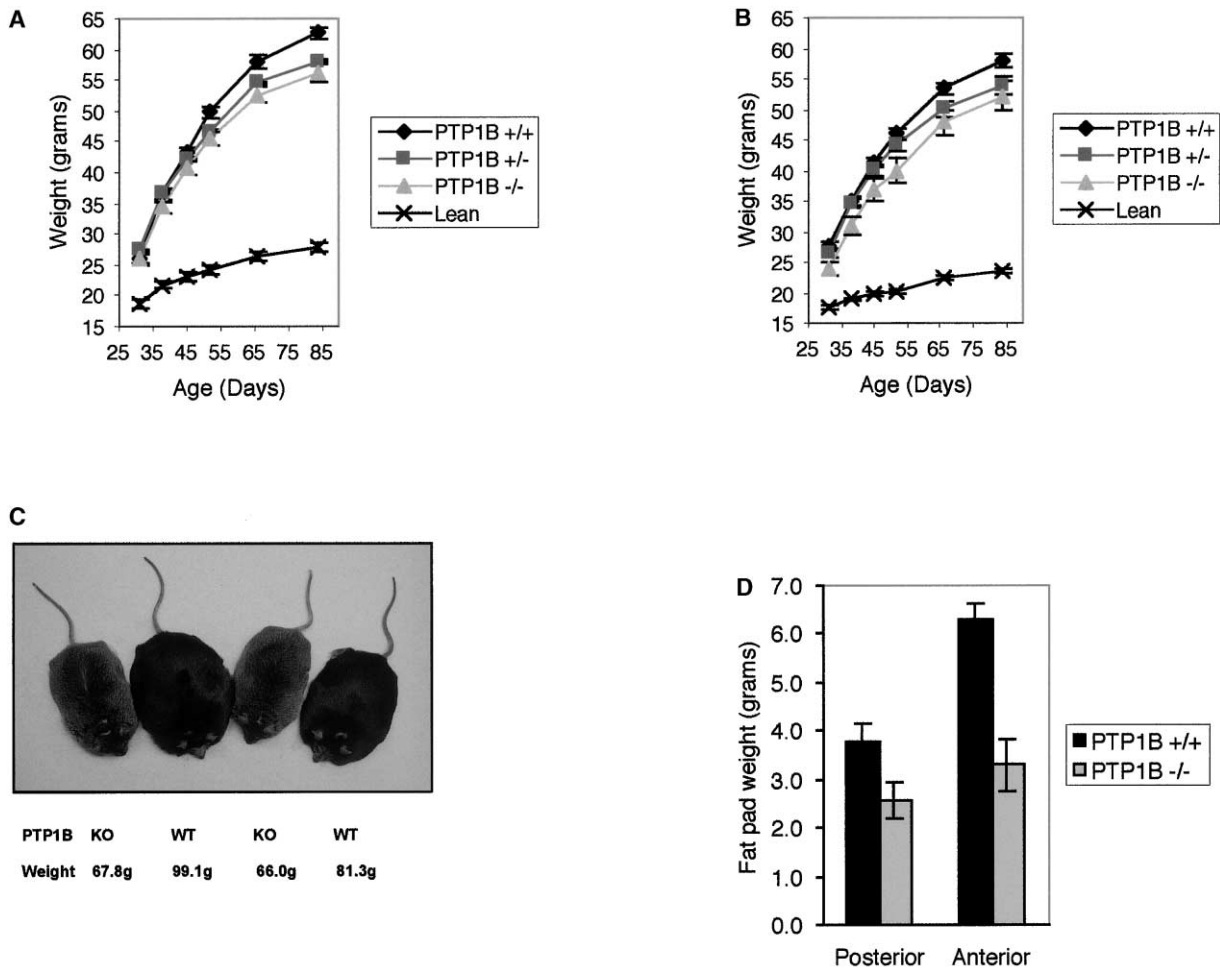 A
65
60
55
50
45
40
35
30
25
20
15
Weight (grams)
25 35 45 55 65 75 85
Age (Days)
PTP1B +/+
PTP1B +/-
PTP1B -/-
Lean
B
65
60
55
50
45
40
35
30
25
20
15
Weight (grams)
25 35 45 55 65 75 85
Age (Days)
PTP1B +/+
PTP1B +/-
PTP1B -/-
Lean
C
PTP1B KO WT KO WT
Weight 67.8g 99.1g 66.0g 81.3g
D
7.0
6.0
5.0
4.0
3.0
2.0
1.0
0.0
Fat pad weight (grams)
Posterior Anterior
PTP1B +/+
PTP1B -/-